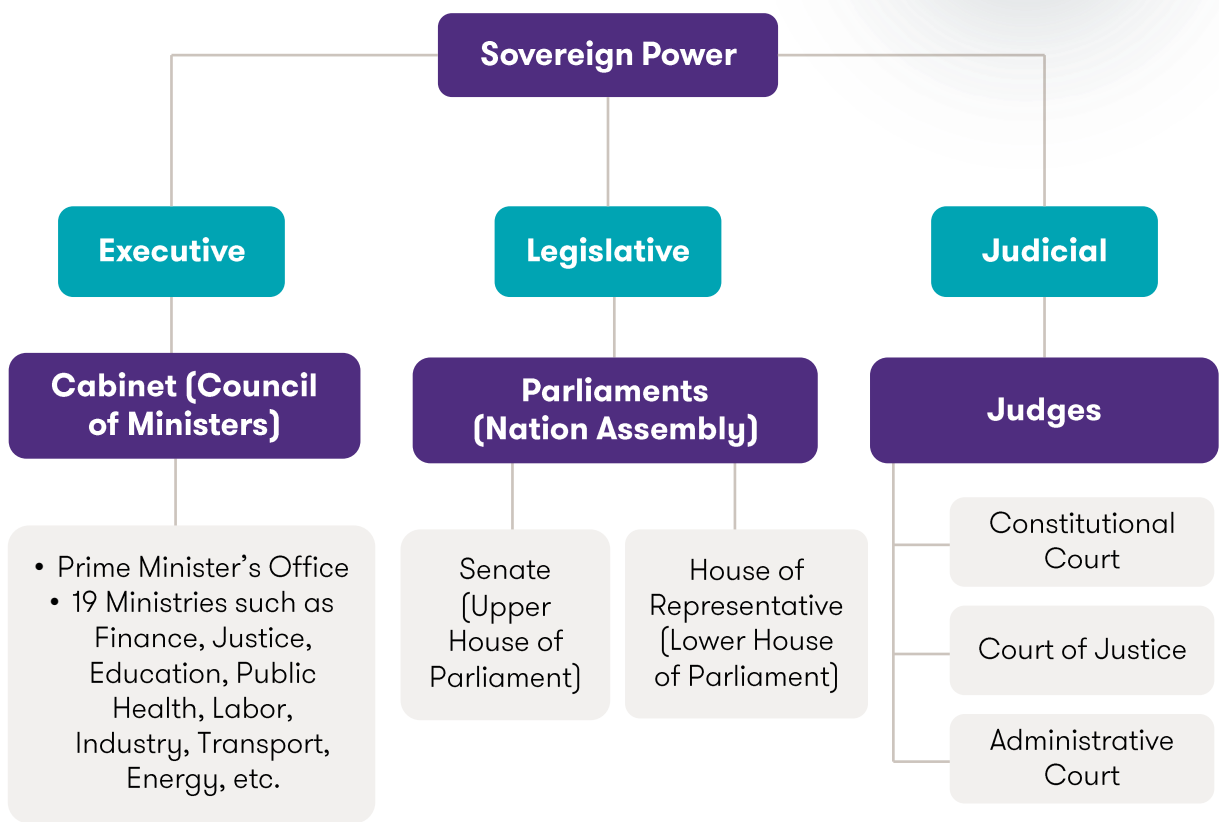 Sovereign Power
Executive
Legislative
Judicial
Cabinet (Council
of Ministers)
Parliaments
(Nation Assembly)
Judges
• Prime Minister's Office
• 19 Ministries such as
Finance, Justice,
Education, Public
Health, Labor,
Industry, Transport,
Energy, etc.
Senate
(Upper
House of
Parliament)
House of
Representative
(Lower House
of Parliament)
Constitutional
Court
Court of Justice
Administrative
Court